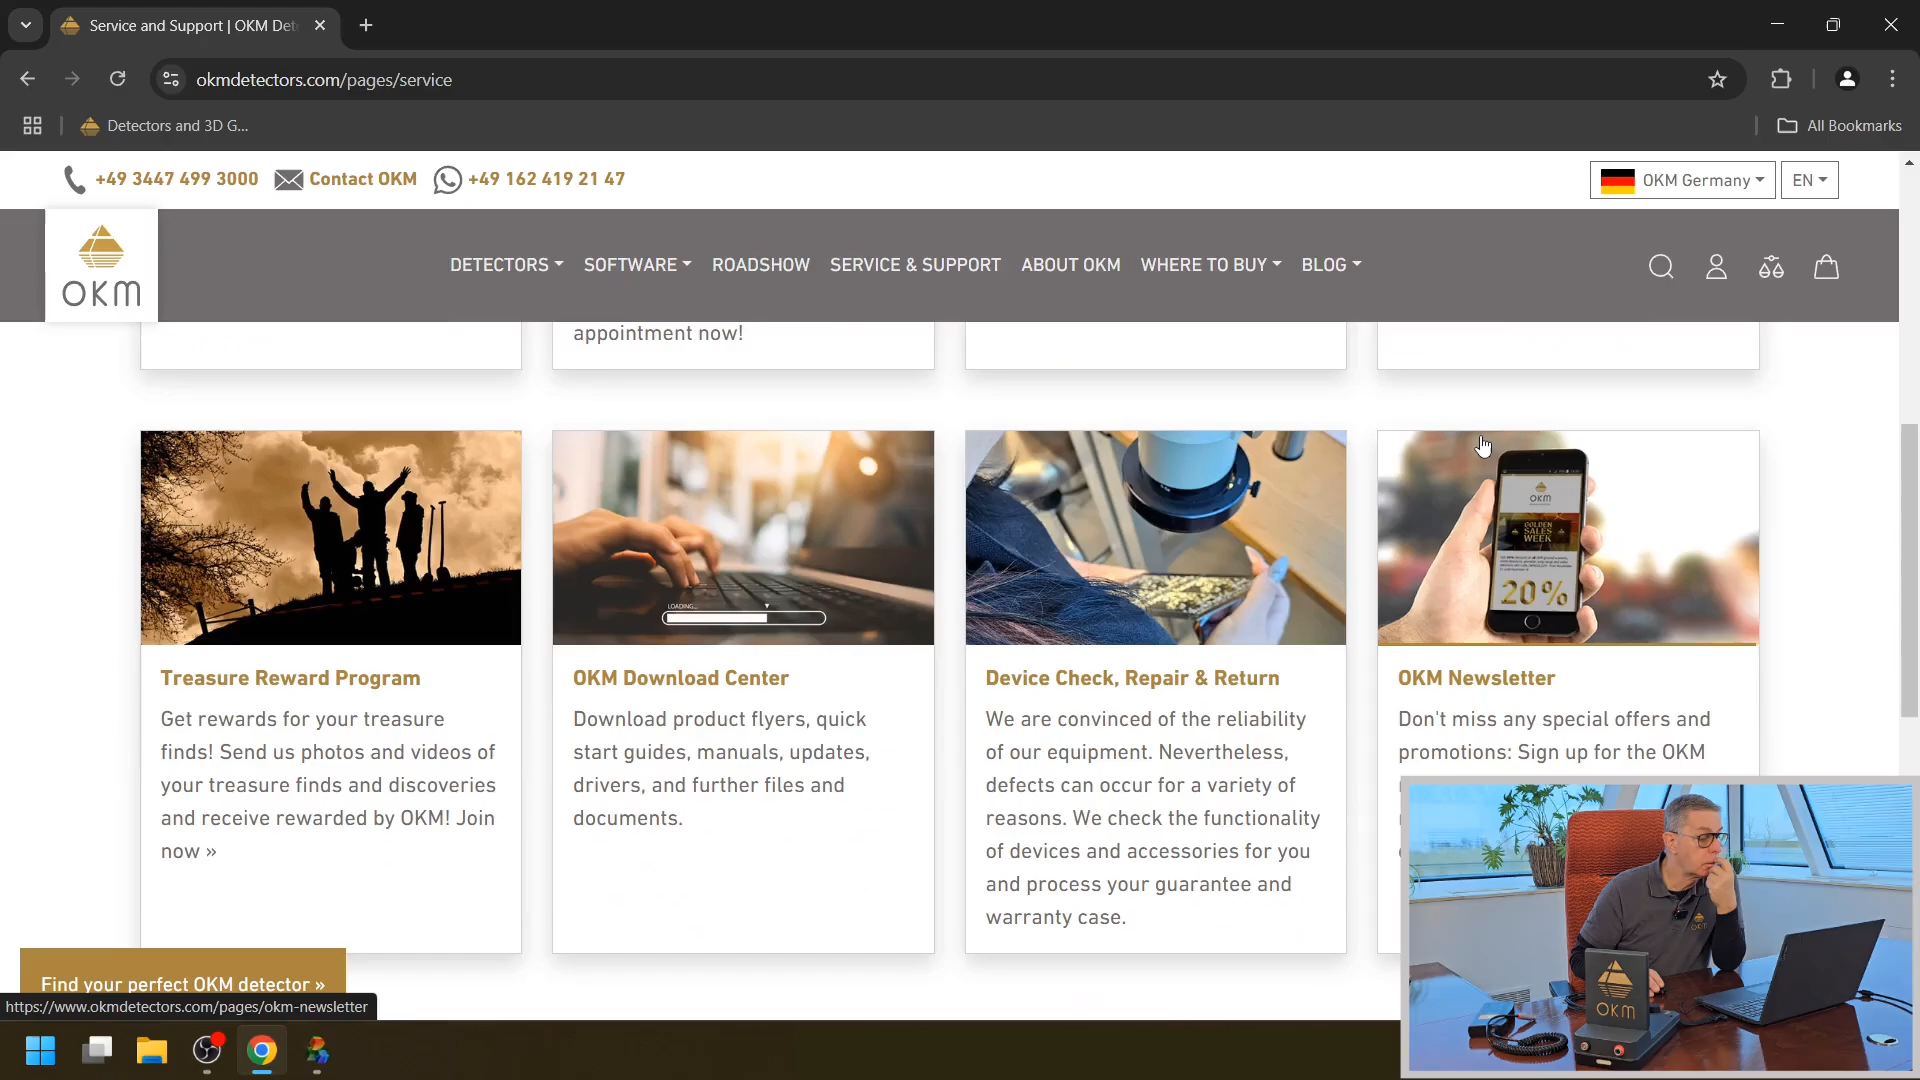 Service and Support | OKM Det
okmdetectors.com/pages/service
Detectors and 3D G...
All Bookmarks
+49 3447 499 3000
Contact OKM
+49 162 419 21 47
OKM Germany
EN
OKM
DETECTORS
SOFTWARE
ROADSHOW
SERVICE & SUPPORT
ABOUT OKM
WHERE TO BUY
BLOG
appointment now!
LOADING...
OKM
GOLDEN
SALES
WEEK
20%
Treasure Reward Program
Get rewards for your treasure
finds! Send us photos and videos of
your treasure finds and discoveries
and receive rewarded by OKM! Join
now »
OKM Download Center
Download product flyers, quick
start guides, manuals, updates,
drivers, and further files and
documents.
Device Check, Repair & Return
We are convinced of the reliability
of our equipment. Nevertheless,
defects can occur for a variety of
reasons. We check the functionality
of devices and accessories for you
and process your guarantee and
warranty case.
OKM Newsletter
Don't miss any special offers and
promotions: Sign up for the OKM
Find your perfect OKM detector »
https://www.okmdetectors.com/pages/okm-newsletter
OKM
OKM